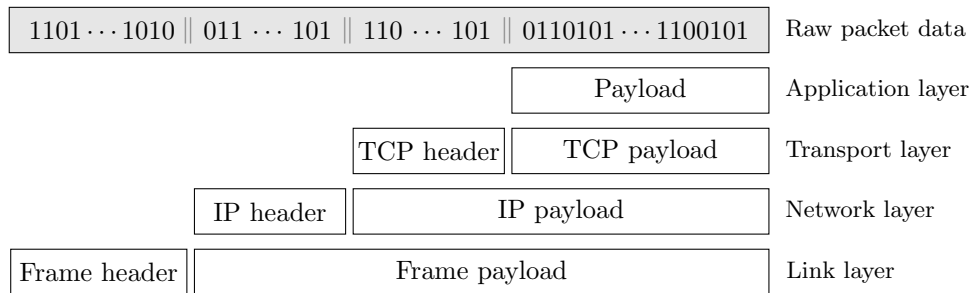 1101 ··· 1010 || 011 ··· 101 || 110 ··· 101 || 0110101 ··· 1100101 Raw packet data
Payload Application layer
TCP header TCP payload Transport layer
IP header IP payload Network layer
Frame header Frame payload Link layer